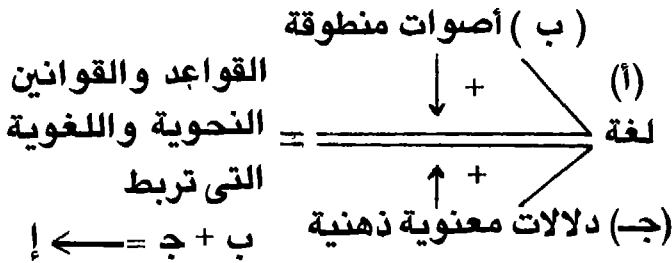 ( ب ) أصوات منطوقة
(أ)
لغة
+
=
القواعد والقوانين
النحوية واللغوية
التى تربط
+
(جـ) دلالات معنوية ذهنية
ب + ج = ← إ